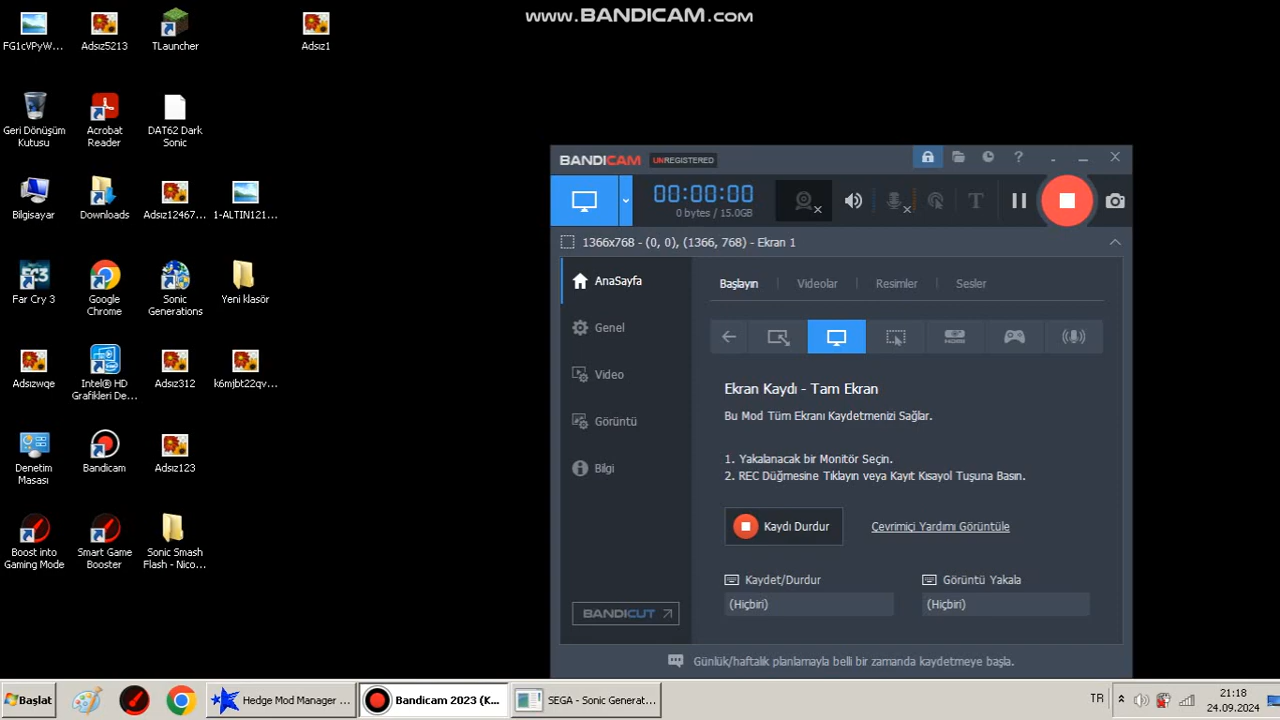 www.BANDICAM.com
FG1cVPyW...
Adsız5213
TLauncher
Adsız1
Geri Dönüşüm
Kutusu
Acrobat
Reader
DAT62 Dark
Sonic
Bilgisayar
Downloads
Adsız12467...
1-ALTIN121...
Far Cry 3
Google
Chrome
Sonic
Generations
Yeni klasör
Adsızwqe
Intel® HD
Grafikleri De...
Adsız312
k6mjbt22qv...
Denetim
Masası
Bandicam
Adsız123
Boost into
Gaming Mode
Smart Game
Booster
Sonic Smash
Flash - Nico...
BANDICAM UNREGISTERED
00:00:00
0 bytes / 15.0GB
1366x768 - (0, 0), (1366, 768) - Ekran 1
AnaSayfa
Genel
Video
Görüntü
Bilgi
BANDICUT
Başlayın Videolar Resimler Sesler
Ekran Kaydı - Tam Ekran
Bu Mod Tüm Ekranı Kaydetmenizi Sağlar.
1. Yakalanacak bir Monitör Seçin.
2. REC Düğmesine Tıklayın veya Kayıt Kısayol Tuşuna Basın.
Kaydı Durdur
Çevrimiçi Yardımı Görüntüle
Kaydet/Durdur
Görüntü Yakala
(Hiçbiri)
(Hiçbiri)
Günlük/haftalık planlamayla belli bir zamanda kaydetmeye başla.
Başlat
Hedge Mod Manager ...
Bandicam 2023 (K...
SEGA - Sonic Generat...
TR
21:18
24.09.2024